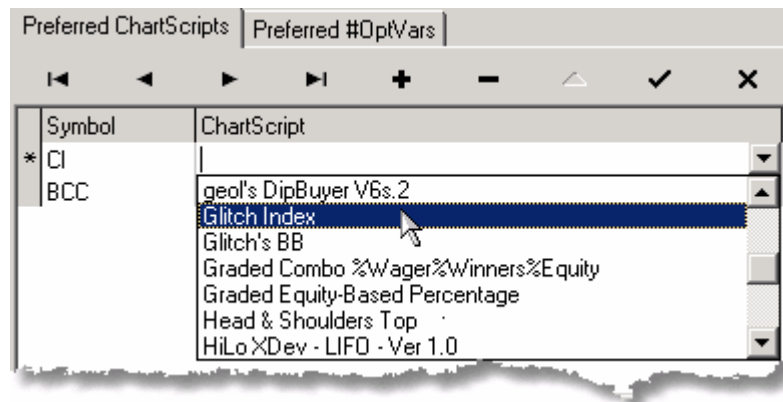 Preferred ChartScripts Preferred #OptVars
Symbol ChartScript
* CI
BCC geol's DipBuyer V6s.2
Glitch Index
Glitch's BB
Graded Combo %Wager%Winners%Equity
Graded Equity-Based Percentage
Head & Shoulders Top
HiLo XDev - LIFO - Ver 1.0